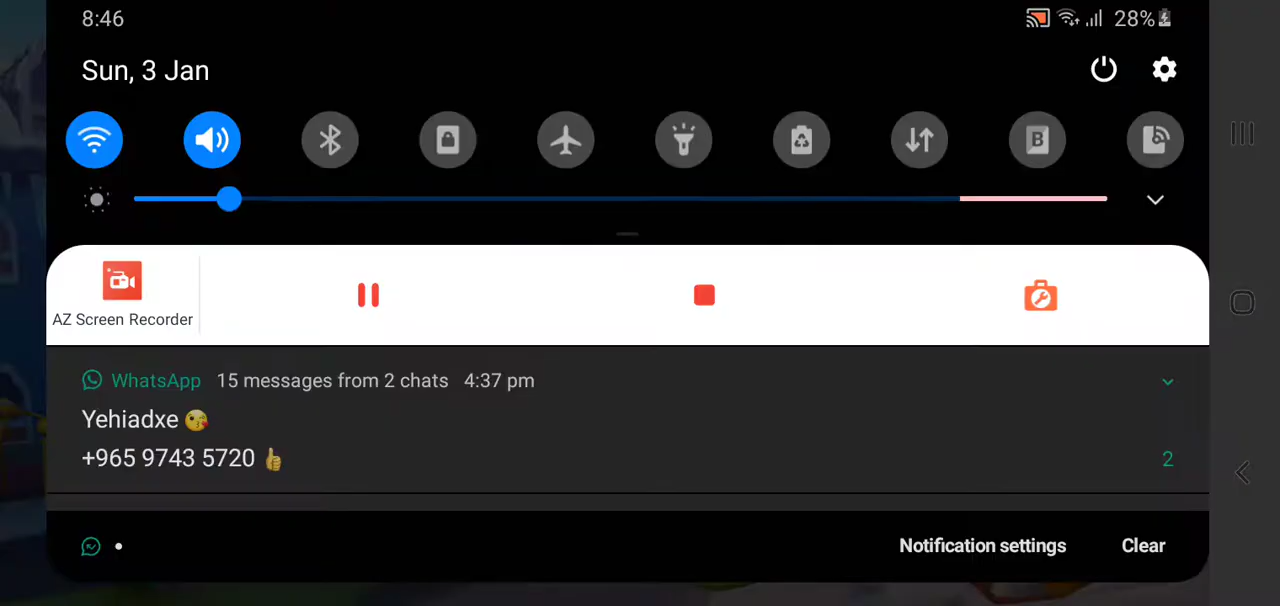 8:46
28%
Sun, 3 Jan
B
AZ Screen Recorder
WhatsApp 15 messages from 2 chats 4:37 pm
Yehiadxe 😘
+965 9743 5720 👍 2
Notification settings Clear